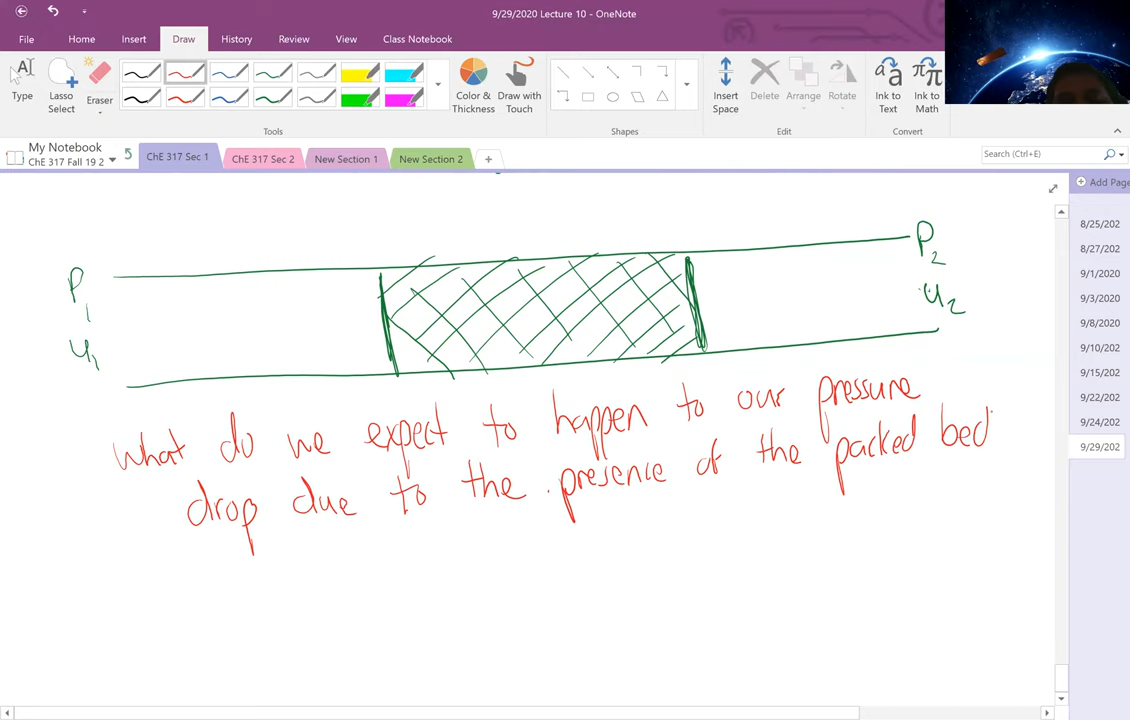 9/29/2020 Lecture 10 - OneNote
File Home Insert Draw History Review View Class Notebook
Type
Lasso Select
Eraser
Color & Thickness
Draw with Touch
Insert Space
Delete
Arrange
Rotate
Ink to Text
Ink to Math
Tools Shapes Edit Convert
My Notebook
ChE 317 Fall 19 2
ChE 317 Sec 1
ChE 317 Sec 2
New Section 1
New Section 2
Search (Ctrl+E)
Add Page
8/25/202
8/27/202
9/1/2020
9/3/2020
9/8/2020
9/10/202
9/15/202
9/22/202
9/24/202
9/29/202
P1
u1
P2
u2
what do we expect to happen to our pressure
drop due to the presence of the packed bed